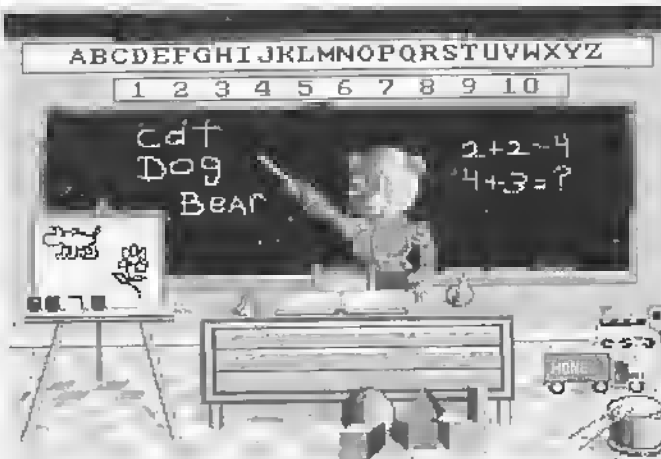 ABCDEFGHIJKLMNOPQRSTUVWXYZ
1 2 3 4 5 6 7 8 9 10
Cat
Dog
Bear
2+2=4
4+3=?
HONE